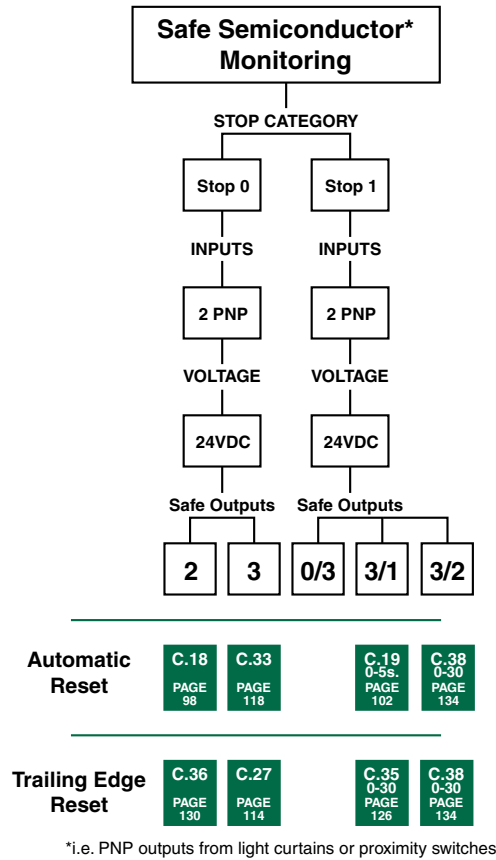 Safe Semiconductor*
Monitoring
STOP CATEGORY
Stop 0 Stop 1
INPUTS INPUTS
2 PNP 2 PNP
VOLTAGE VOLTAGE
24VDC 24VDC
Safe Outputs Safe Outputs
2 3 0/3 3/1 3/2
Automatic
Reset
C.18
PAGE
98
C.33
PAGE
118
C.19
0-5s.
PAGE
102
C.38
0-30
PAGE
134
Trailing Edge
Reset
C.36
PAGE
130
C.27
PAGE
114
C.35
0-30
PAGE
126
C.38
0-30
PAGE
134
*i.e. PNP outputs from light curtains or proximity switches